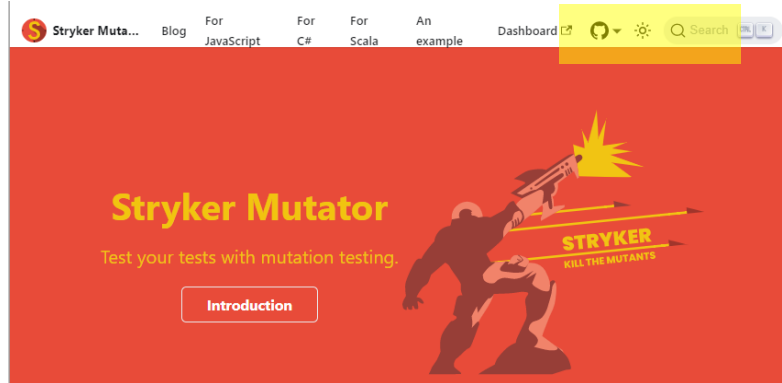 S
Stryker Muta...
Blog
For
JavaScript
For
C#
For
Scala
An
example
Dashboard
Search
CTRL
K
Stryker Mutator
Test your tests with mutation testing.
Introduction
STRYKER
KILL THE MUTANTS